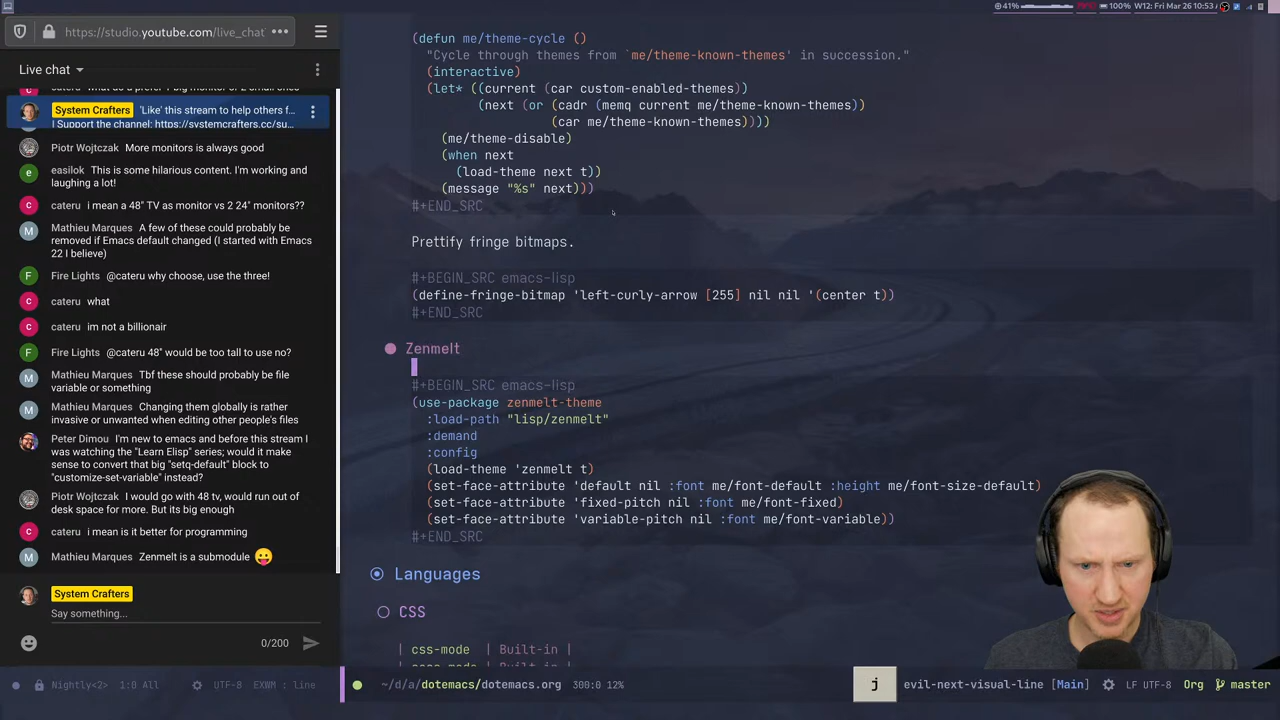 41%
100%
W12: Fri Mar 26 10:53
https://studio.youtube.com/live_chat
Live chat
System Crafters 'Like' this stream to help others f...
| Support the channel: https://systemcrafters.cc/su...
Piotr Wojtczak More monitors is always good
e
easilok This is some hilarious content. I'm working and
laughing a lot!
c
cateru i mean a 48" TV as monitor vs 2 24" monitors??
M
Mathieu Marques A few of these could probably be
removed if Emacs default changed (I started with Emacs
22 I believe)
F
Fire Lights @cateru why choose, use the three!
c
cateru what
c
cateru im not a billionair
F
Fire Lights @cateru 48" would be too tall to use no?
M
Mathieu Marques Tbf these should probably be file
variable or something
M
Mathieu Marques Changing them globally is rather
invasive or unwanted when editing other people's files
Peter Dimou I'm new to emacs and before this stream I
was watching the "Learn Elisp" series; would it make
sense to convert that big "setq-default" block to
"customize-set-variable" instead?
Piotr Wojtczak I would go with 48 tv, would run out of
desk space for more. But its big enough
c
cateru i mean is it better for programming
M
Mathieu Marques Zenmelt is a submodule
System Crafters
Say something...
0/200
1:0 All
UTF-8
EXWM : line
(defun me/theme-cycle ()
"Cycle through themes from `me/theme-known-themes' in succession."
(interactive)
(let* ((current (car custom-enabled-themes))
(next (or (cadr (memq current me/theme-known-themes))
(car me/theme-known-themes))))
(me/theme-disable)
(when next
(load-theme next t))
(message "%s" next)))
#+END_SRC
Prettify fringe bitmaps.
#+BEGIN_SRC emacs-lisp
(define-fringe-bitmap 'left-curly-arrow [255] nil nil '(center t))
#+END_SRC
Zenmelt
#+BEGIN_SRC emacs-lisp
(use-package zenmelt-theme
:load-path "lisp/zenmelt"
:demand
:config
(load-theme 'zenmelt t)
(set-face-attribute 'default nil :font me/font-default :height me/font-size-default)
(set-face-attribute 'fixed-pitch nil :font me/font-fixed)
(set-face-attribute 'variable-pitch nil :font me/font-variable))
#+END_SRC
Languages
CSS
| css-mode | Built-in |
~/d/a/dotemacs/dotemacs.org 300:0 12%
j
evil-next-visual-line [Main]
LF UTF-8 Org master